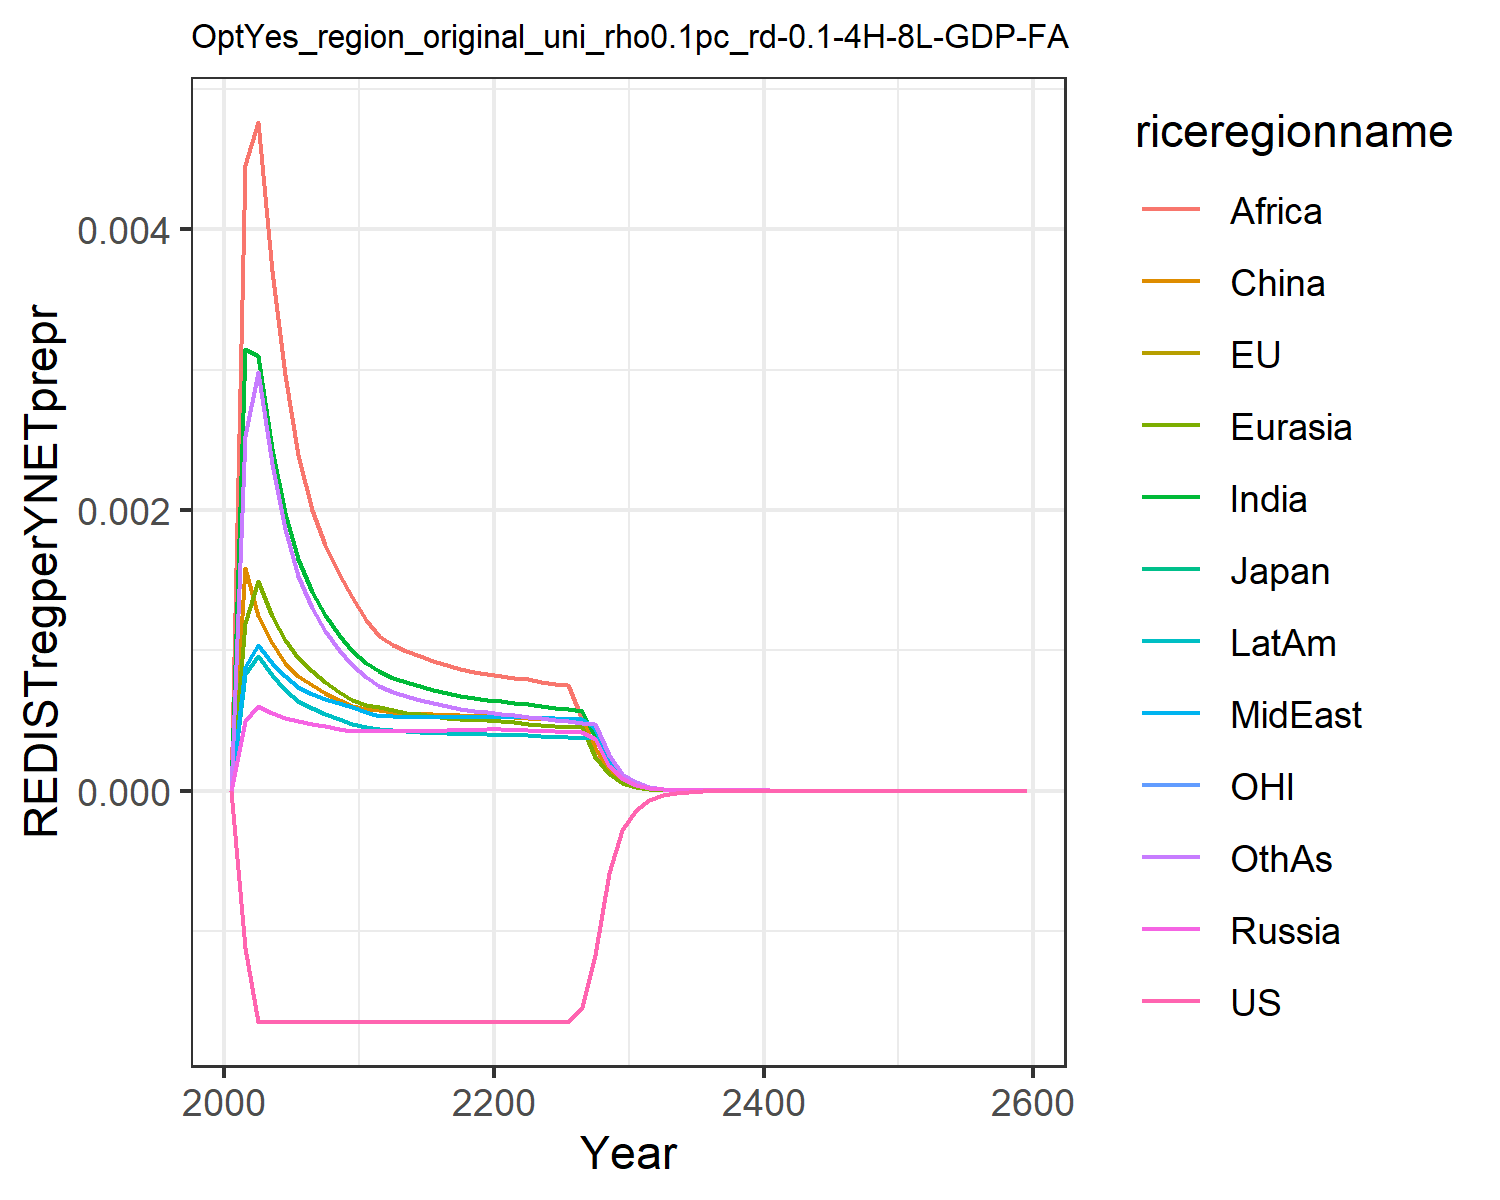 OptYes_region_original_uni_rho0.1pc_rd-0.1-4H-8L-GDP-FA
REDISTregperYNETprepr
0.004
0.002
0.000
2000
2200
2400
2600
Year
riceregionname
Africa
China
EU
Eurasia
India
Japan
LatAm
MidEast
OHI
OthAs
Russia
US